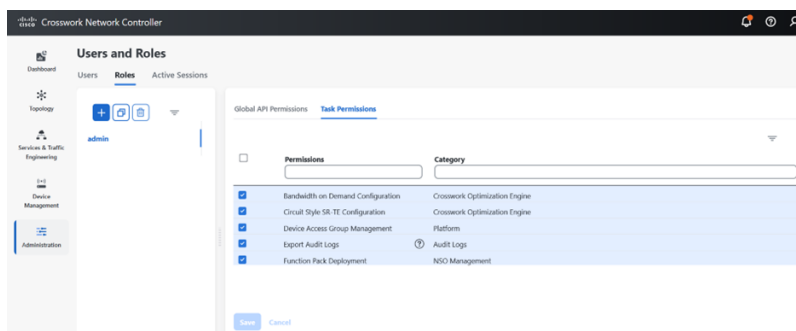 cisco Crosswork Network Controller
Users and Roles
Users Roles Active Sessions
Dashboard
Topology
Services & Traffic
Engineering
Device
Management
Administration
admin
Global API Permissions Task Permissions
Permissions Category
Bandwidth on Demand Configuration Crosswork Optimization Engine
Circuit Style SR-TE Configuration Crosswork Optimization Engine
Device Access Group Management Platform
Export Audit Logs Audit Logs
Function Pack Deployment NSO Management
Save Cancel